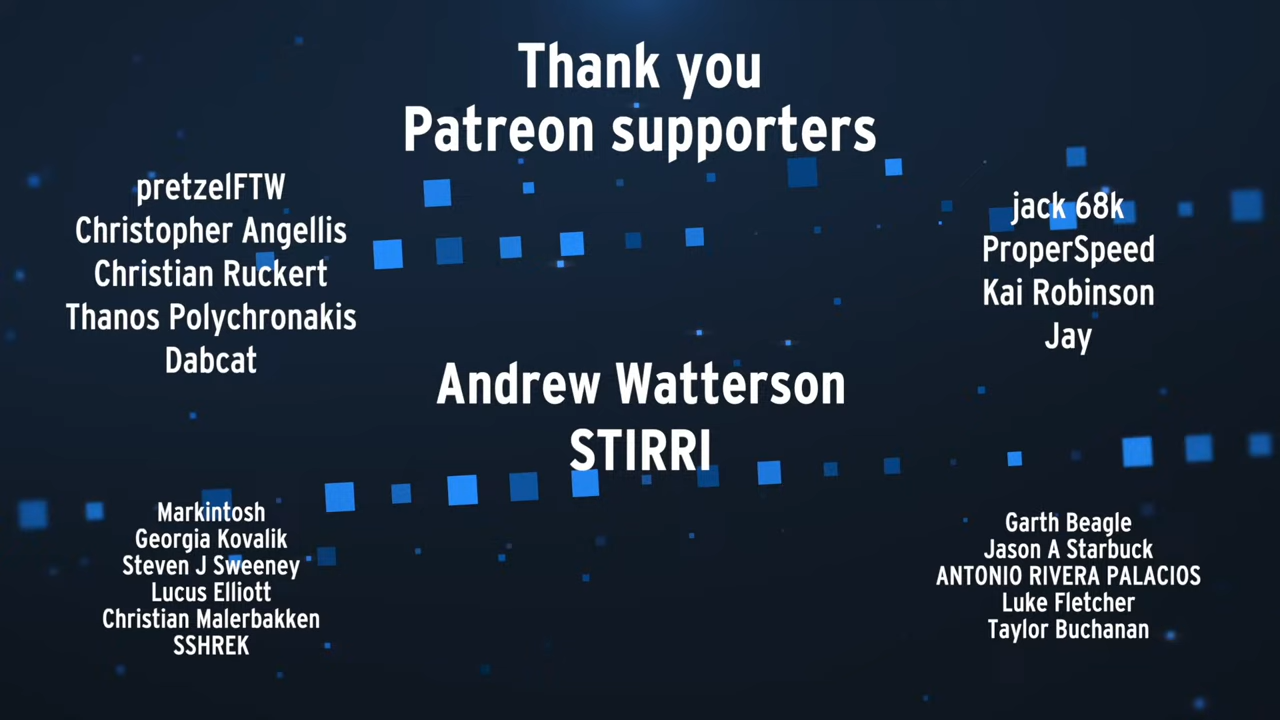 Thank you
Patreon supporters
pretzelFTW
Christopher Angellis
Christian Ruckert
Thanos Polychronakis
Dabcat
jack 68k
ProperSpeed
Kai Robinson
Jay
Andrew Watterson
STIRRI
Markintosh
Georgia Kovalik
Steven J Sweeney
Lucus Elliott
Christian Malerbakken
SSHREK
Garth Beagle
Jason A Starbuck
ANTONIO RIVERA PALACIOS
Luke Fletcher
Taylor Buchanan